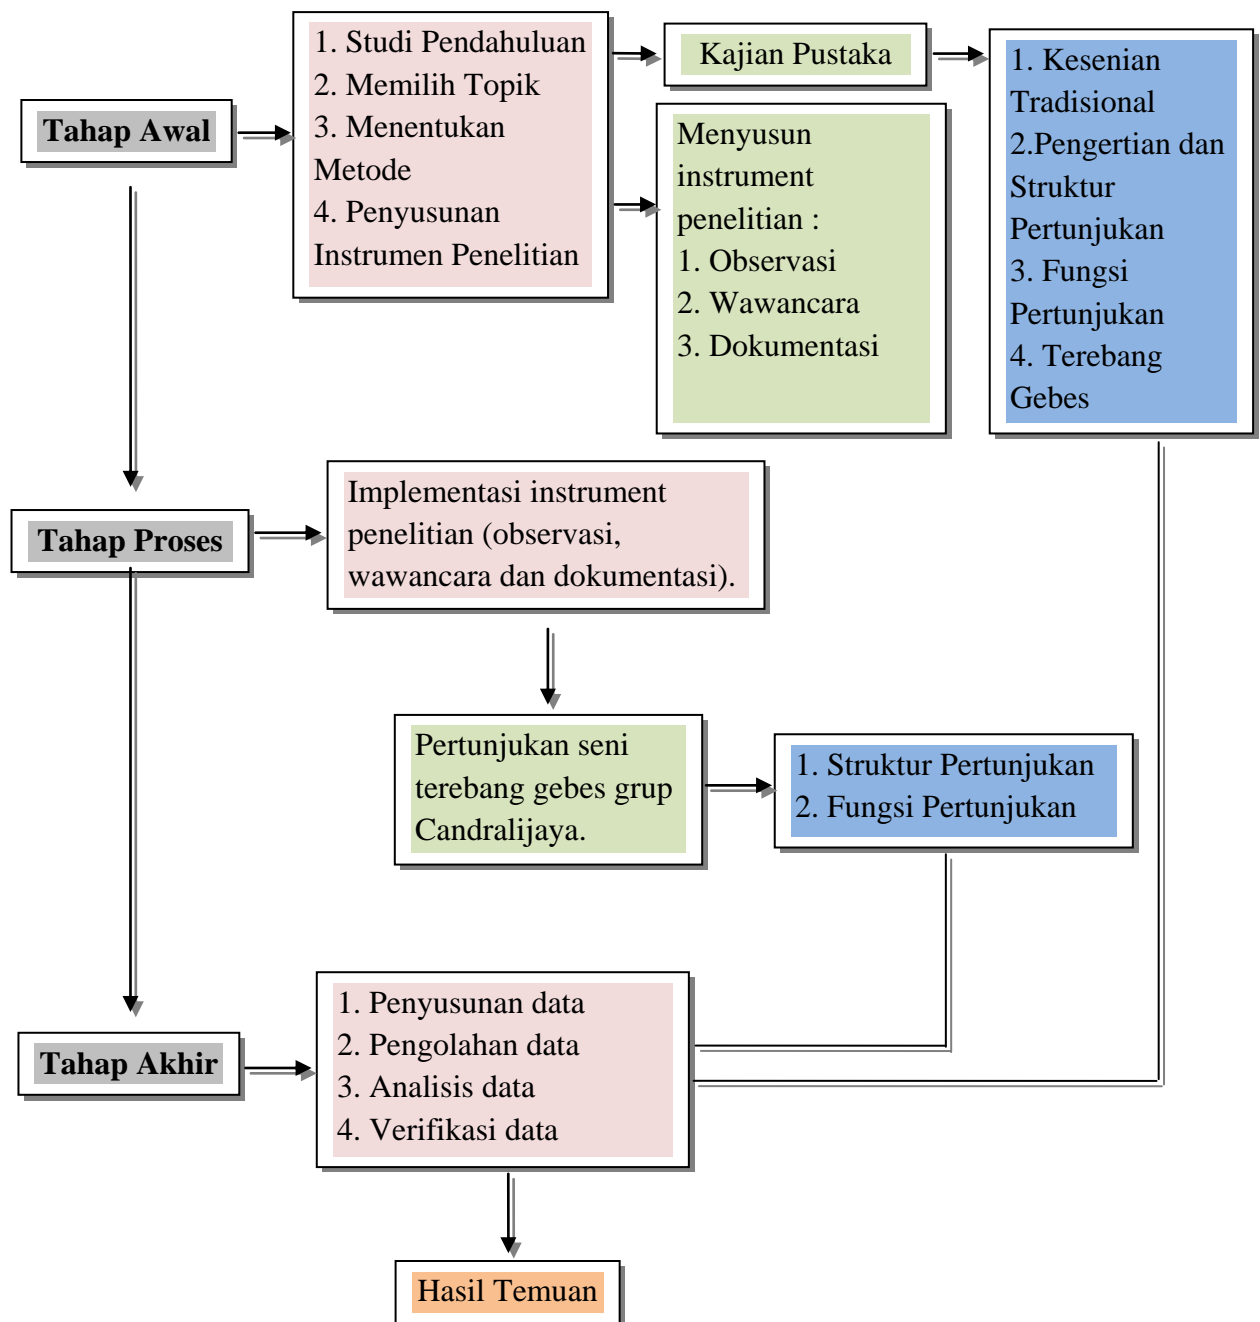 Tahap Awal
1. Studi Pendahuluan
2. Memilih Topik
3. Menentukan
Metode
4. Penyusunan
Instrumen Penelitian
Kajian Pustaka
Menyusun
instrument
penelitian :
1. Observasi
2. Wawancara
3. Dokumentasi
1. Kesenian
Tradisional
2.Pengertian dan
Struktur
Pertunjukan
3. Fungsi
Pertunjukan
4. Terebang
Gebes
Tahap Proses
Implementasi instrument
penelitian (observasi,
wawancara dan dokumentasi).
Pertunjukan seni
terebang gebes grup
Candralijaya.
1. Struktur Pertunjukan
2. Fungsi Pertunjukan
Tahap Akhir
1. Penyusunan data
2. Pengolahan data
3. Analisis data
4. Verifikasi data
Hasil Temuan